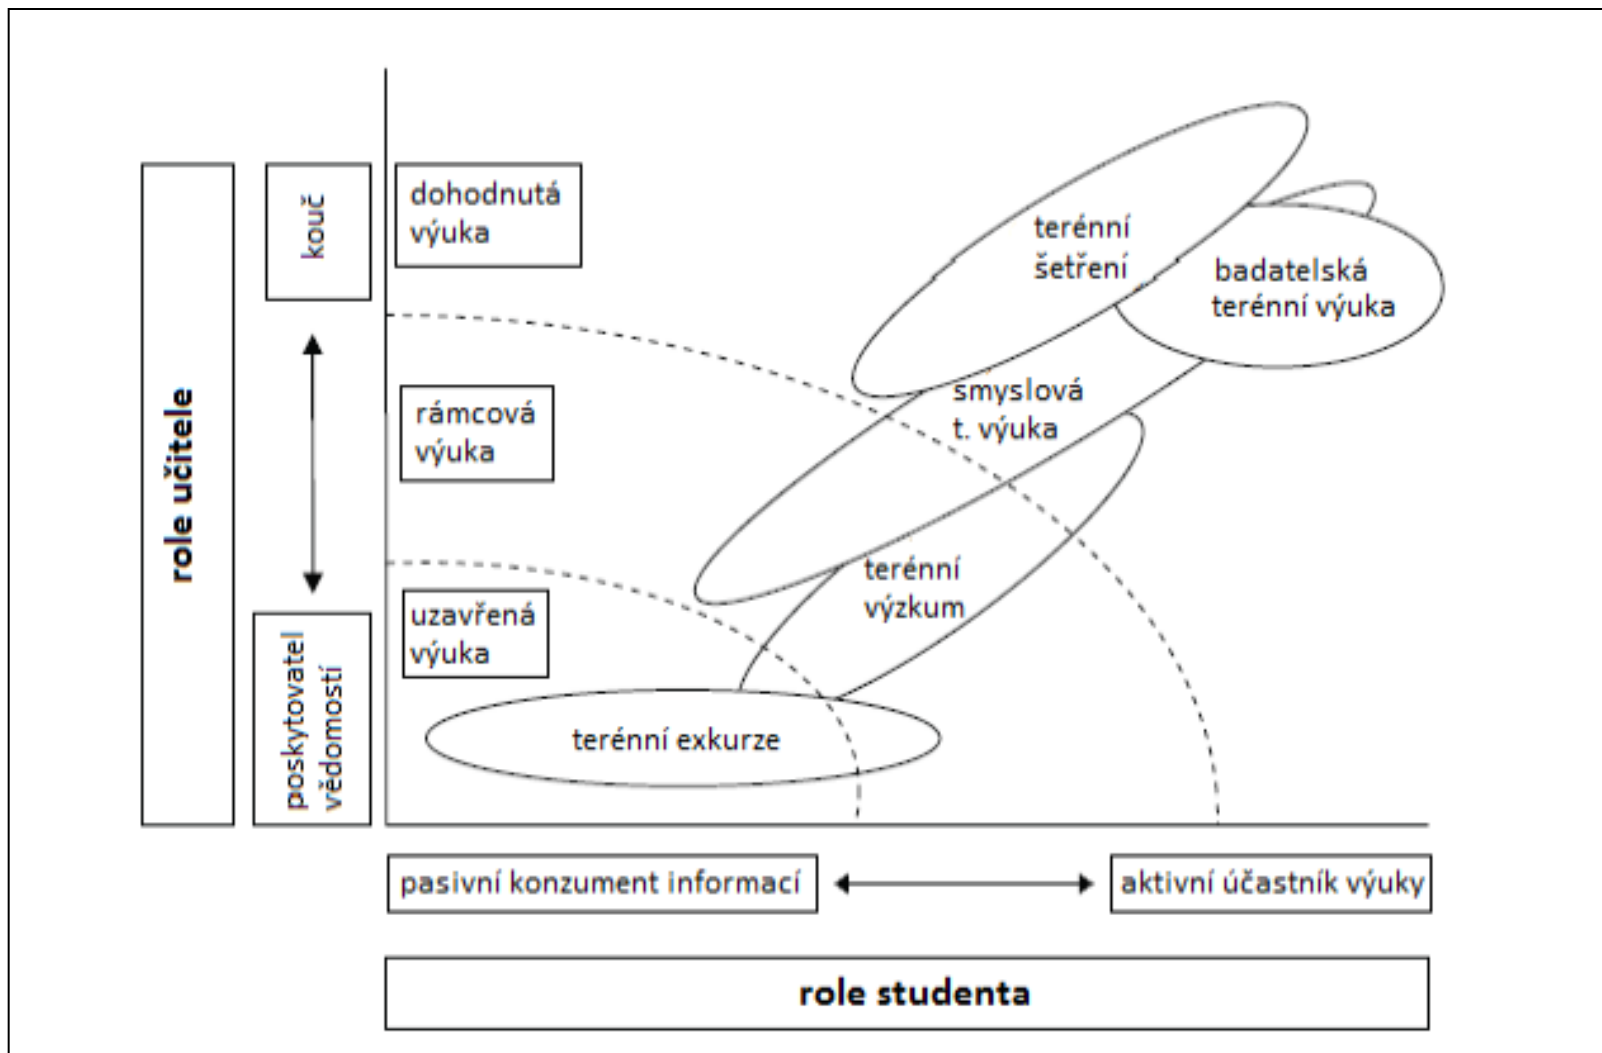 role učitele
kouč
poskytovatel
vědomostí
dohodnutá
výuka
rámcová
výuka
uzavřená
výuka
terénní
šetření
badatelská
terénní výuka
smyslová
t. výuka
terénní
výzkum
terénní exkurze
pasivní konzument informací
aktivní účastník výuky
role studenta